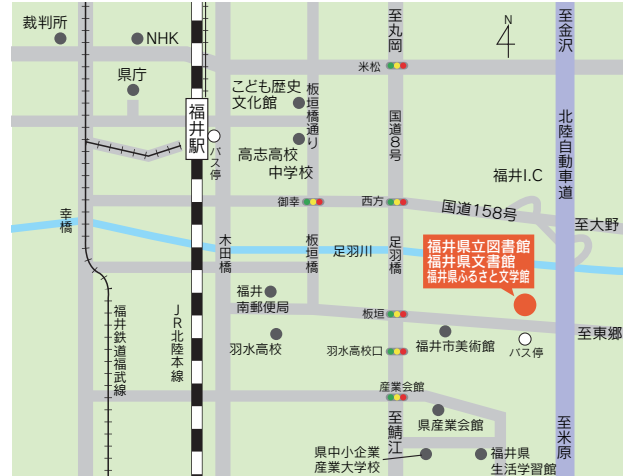 裁判所
NHK
県庁
福井駅
バス停
こども歴史
文化館
高志高校
中学校
板垣橋通り
至丸岡
米松
国道8号
N
至金沢
北陸自動車道
福井I.C
御幸
西方
国道158号
至大野
幸橋
木田橋
板垣橋
足羽川
足羽橋
福井県立図書館
福井県文書館
福井県ふるさと文学館
福井鉄道福武線
JR北陸本線
福井
南郵便局
羽水高校
板垣
羽水高校口
福井市美術館
バス停
至東郷
産業会館
至鯖江
県産業会館
県中小企業
産業大学校
福井県
生活学習館
至米原